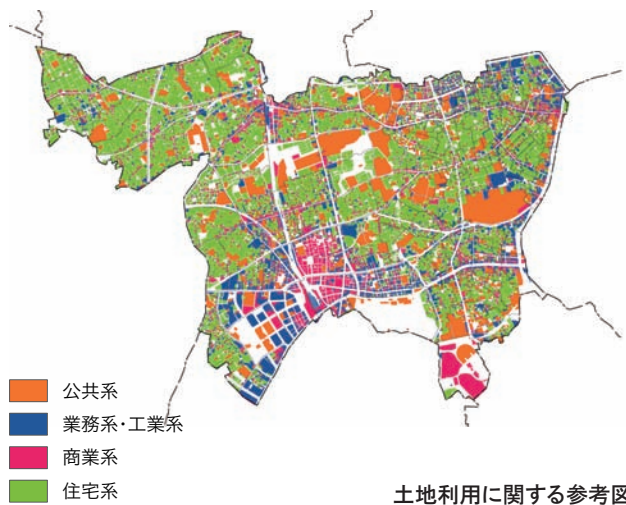 公共系
業務系・工業系
商業系
住宅系
土地利用に関する参考図